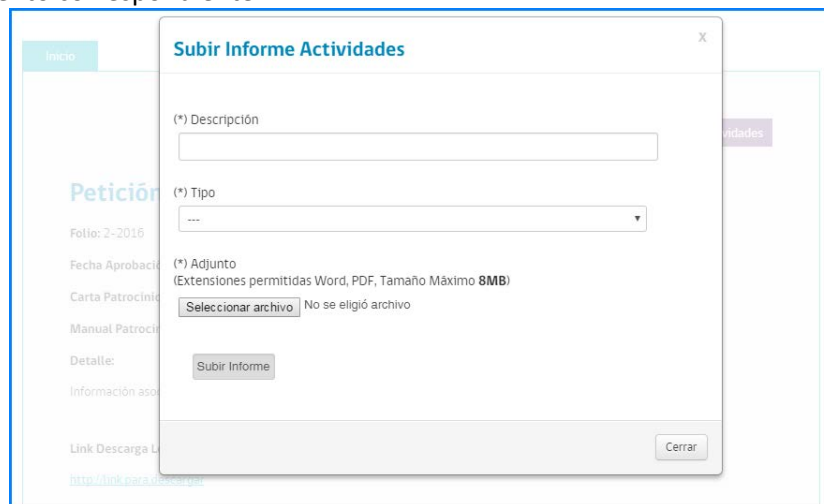 Subir Informe Actividades
x
Inicio
(*) Descripción
vidades
Petición
(*) Tipo
---
Folio: 2-2016
Fecha Aprobació
(*) Adjunto
(Extensiones permitidas Word, PDF, Tamaño Máximo 8MB)
Carta Patrocinio
Seleccionar archivo No se eligió archivo
Manual Patrocin
Detalle:
Subir Informe
Información aso
Link Descarga L
Cerrar
http://link.para.descargar